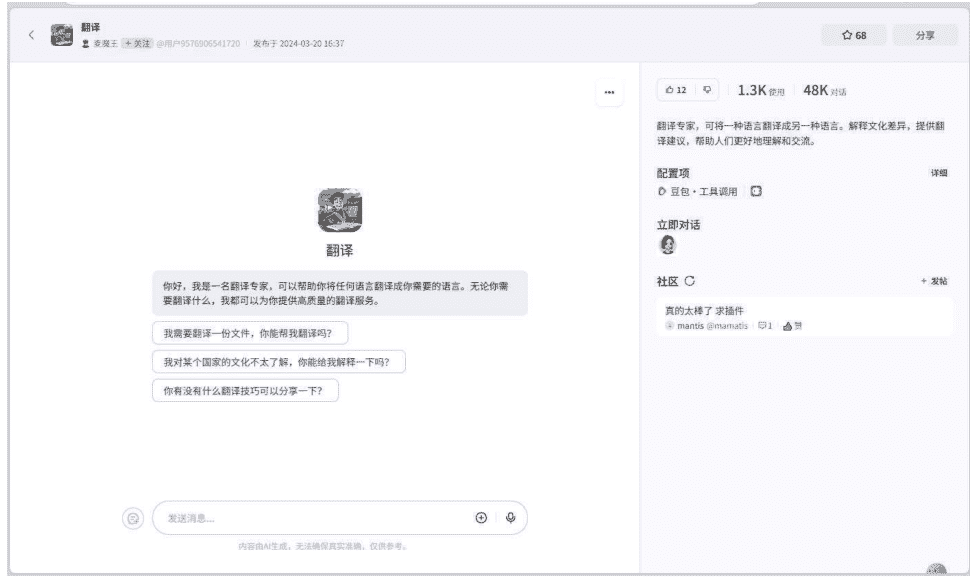 翻译
麦魔王 + 关注 @用户9576906541720 发布于 2024-03-20 16:37
68
分享
12 1.3K 使用 48K 对话
翻译专家，可将一种语言翻译成另一种语言。解释文化差异，提供翻
译建议，帮助人们更好地理解和交流。
配置项 详细
豆包・工具调用
立即对话
社区 + 发帖
真的太棒了 求插件
mantis @mamatis 1 赞
翻译
你好，我是一名翻译专家，可以帮助你将任何语言翻译成你需要的语言。无论你需
要翻译什么，我都可以为你提供高质量的翻译服务。
我需要翻译一份文件，你能帮我翻译吗？
我对某个国家的文化不太了解，你能给我解释一下吗？
你有没有什么翻译技巧可以分享一下？
发送消息...
内容由AI生成，无法确保真实准确，仅供参考。